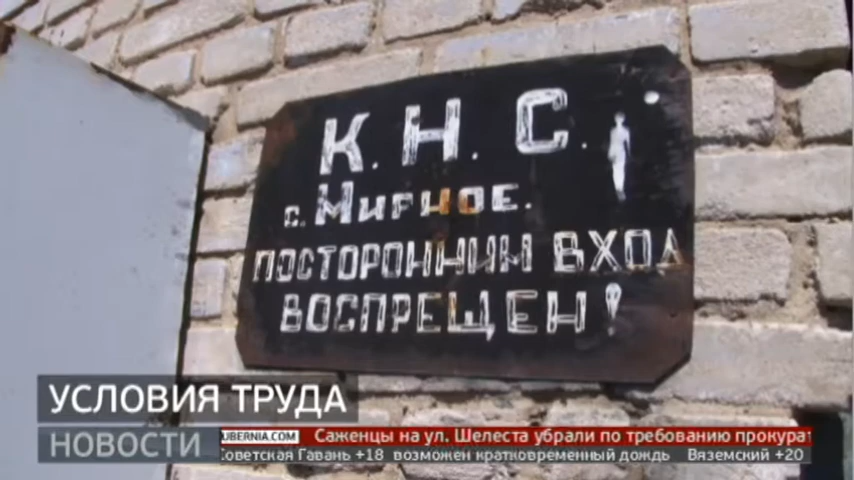 К. Н. С.
с. Мирное.
ПОСТОРОННИМ ВХОД
ВОСПРЕЩЕН!
УСЛОВИЯ ТРУДА
НОВОСТИ
UBERNIA.COM Саженцы на ул. Шелеста убрали по требованию прокурат
Советская Гавань +18 возможен кратковременный дождь Вяземский +20